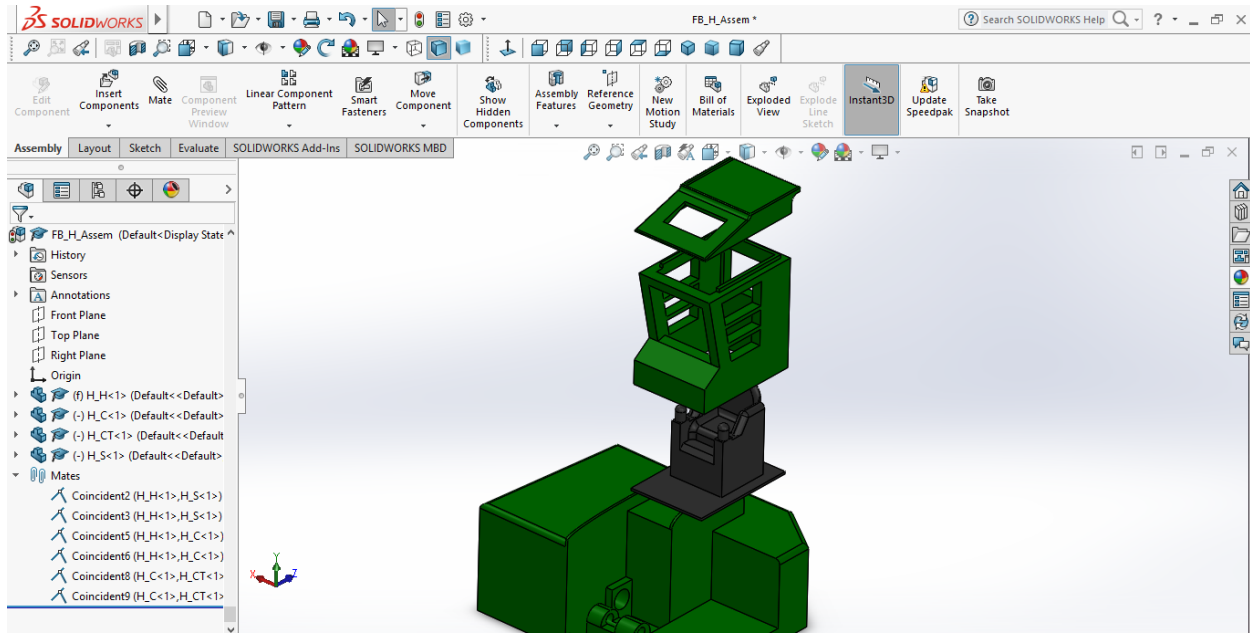 SOLIDWORKS
FB_H_Assem *
Search SOLIDWORKS Help
?
Edit Component
Insert Components
Mate
Component Preview Window
Linear Component Pattern
Smart Fasteners
Move Component
Show Hidden Components
Assembly Features
Reference Geometry
New Motion Study
Bill of Materials
Exploded View
Explode Line Sketch
Instant3D
Update Speedpak
Take Snapshot
Assembly
Layout
Sketch
Evaluate
SOLIDWORKS Add-Ins
SOLIDWORKS MBD
FB_H_Assem (Default<Display State
History
Sensors
Annotations
Front Plane
Top Plane
Right Plane
Origin
(f) H_H<1> (Default<<Default>
(-) H_C<1> (Default<<Default>
(-) H_CT<1> (Default<<Default
(-) H_S<1> (Default<<Default>
Mates
Coincident2 (H_H<1>,H_S<1>)
Coincident3 (H_H<1>,H_S<1>)
Coincident5 (H_H<1>,H_C<1>)
Coincident6 (H_H<1>,H_C<1>)
Coincident8 (H_C<1>,H_CT<1>
Coincident9 (H_C<1>,H_CT<1>
Y
X
Z